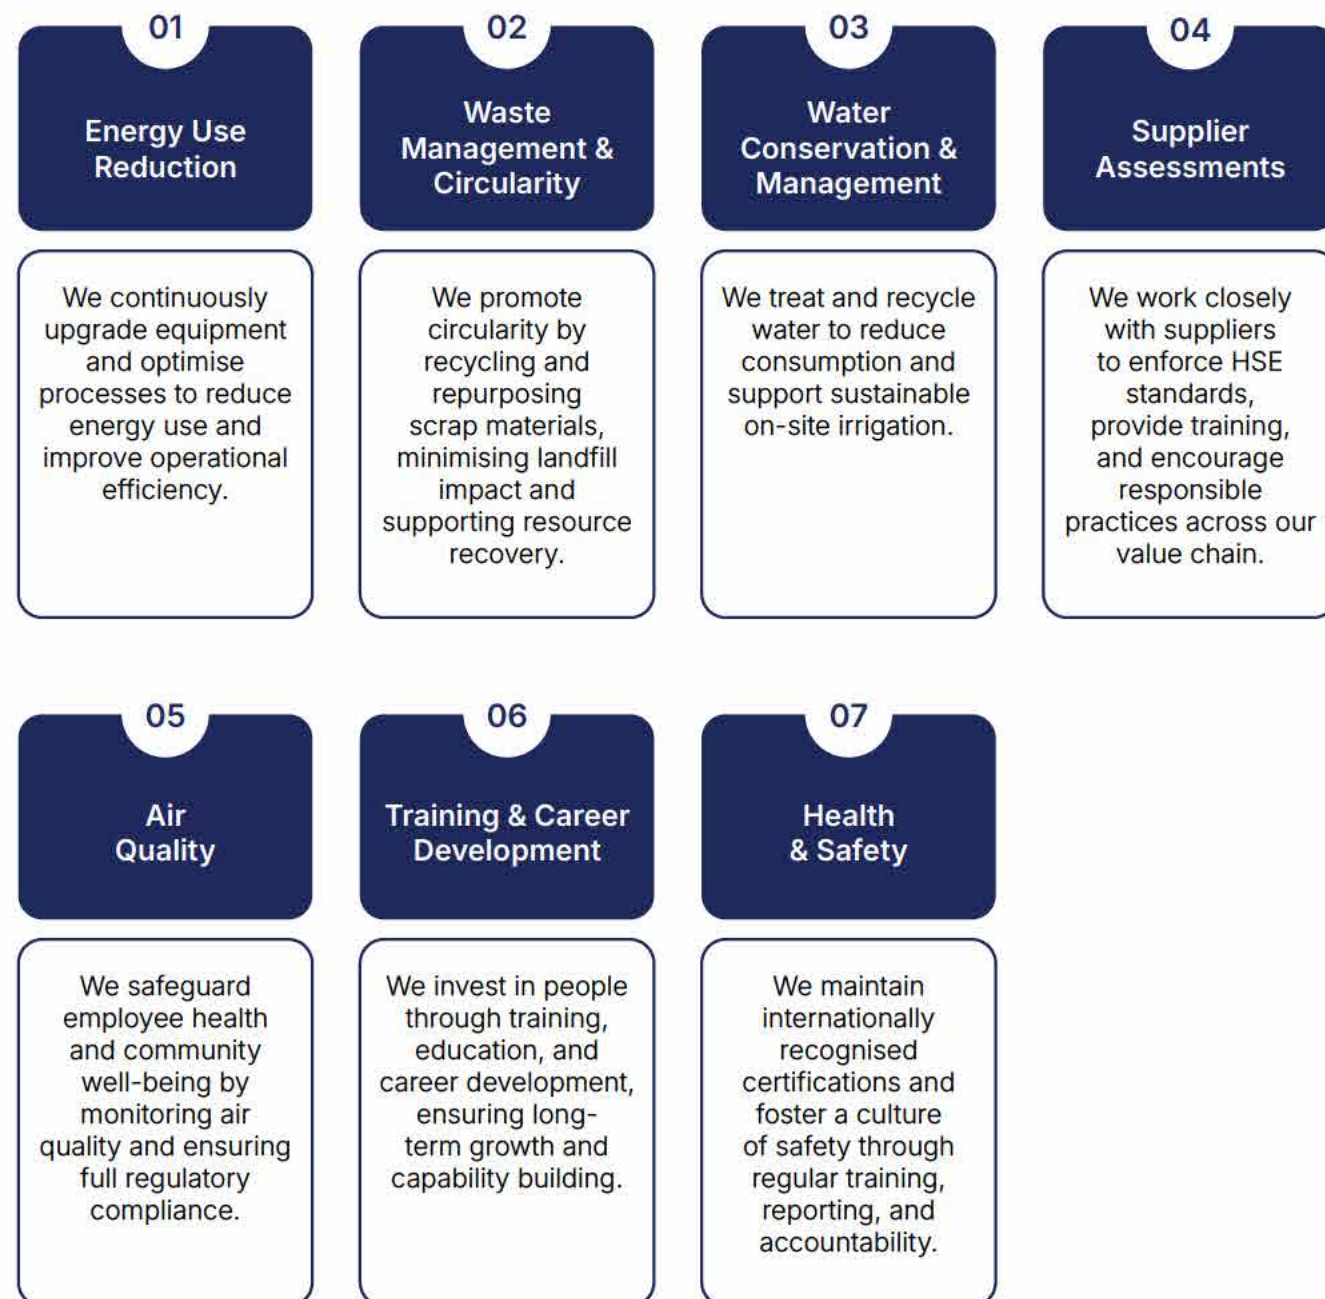 01
Energy Use
Reduction
We continuously
upgrade equipment
and optimise
processes to reduce
energy use and
improve operational
efficiency.
02
Waste
Management &
Circularity
We promote
circularity by
recycling and
repurposing
scrap materials,
minimising landfill
impact and
supporting resource
recovery.
03
Water
Conservation &
Management
We treat and recycle
water to reduce
consumption and
support sustainable
on-site irrigation.
04
Supplier
Assessments
We work closely
with suppliers
to enforce HSE
standards,
provide training,
and encourage
responsible
practices across our
value chain.
05
Air
Quality
We safeguard
employee health
and community
well-being by
monitoring air
quality and ensuring
full regulatory
compliance.
06
Training & Career
Development
We invest in people
through training,
education, and
career development,
ensuring long-
term growth and
capability building.
07
Health
& Safety
We maintain
internationally
recognised
certifications and
foster a culture
of safety through
regular training,
reporting, and
accountability.